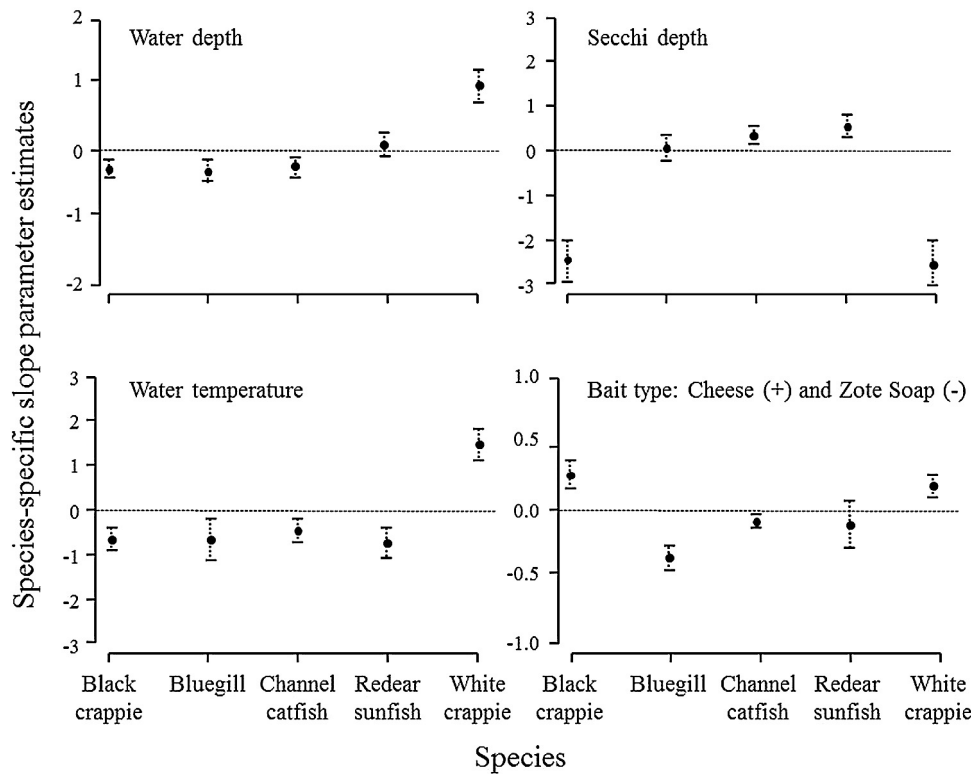 Species-specific slope parameter estimates
Water depth
2
1
0
-1
-2
Secchi depth
3
2
1
0
-1
-2
-3
Water temperature
3
2
1
0
-1
-2
-3
Bait type: Cheese (+) and Zote Soap (-)
1.0
0.5
0.0
-0.5
-1.0
Black crappie
Bluegill
Channel catfish
Redear sunfish
White crappie
Black crappie
Bluegill
Channel catfish
Redear sunfish
White crappie
Species